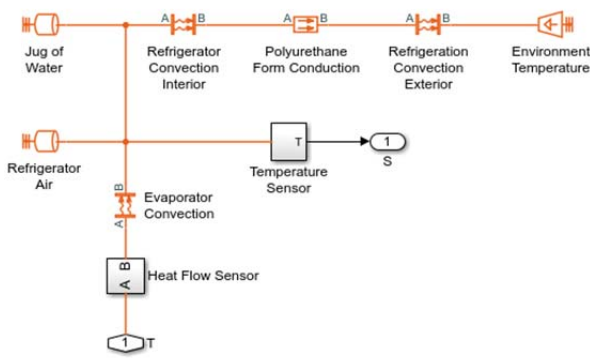 A B
A B
A B
Jug of
Water
Refrigerator
Convection
Interior
Polyurethane
Form Conduction
Refrigeration
Convection
Exterior
Environment
Temperature
Refrigerator
Air
T
1
S
Temperature
Sensor
B
A
Evaporator
Convection
B
A
Heat Flow Sensor
1
T